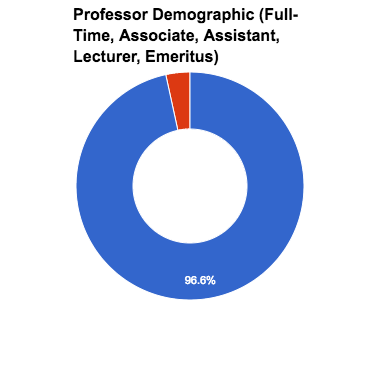 Professor Demographic (Full-
Time, Associate, Assistant,
Lecturer, Emeritus)
96.6%